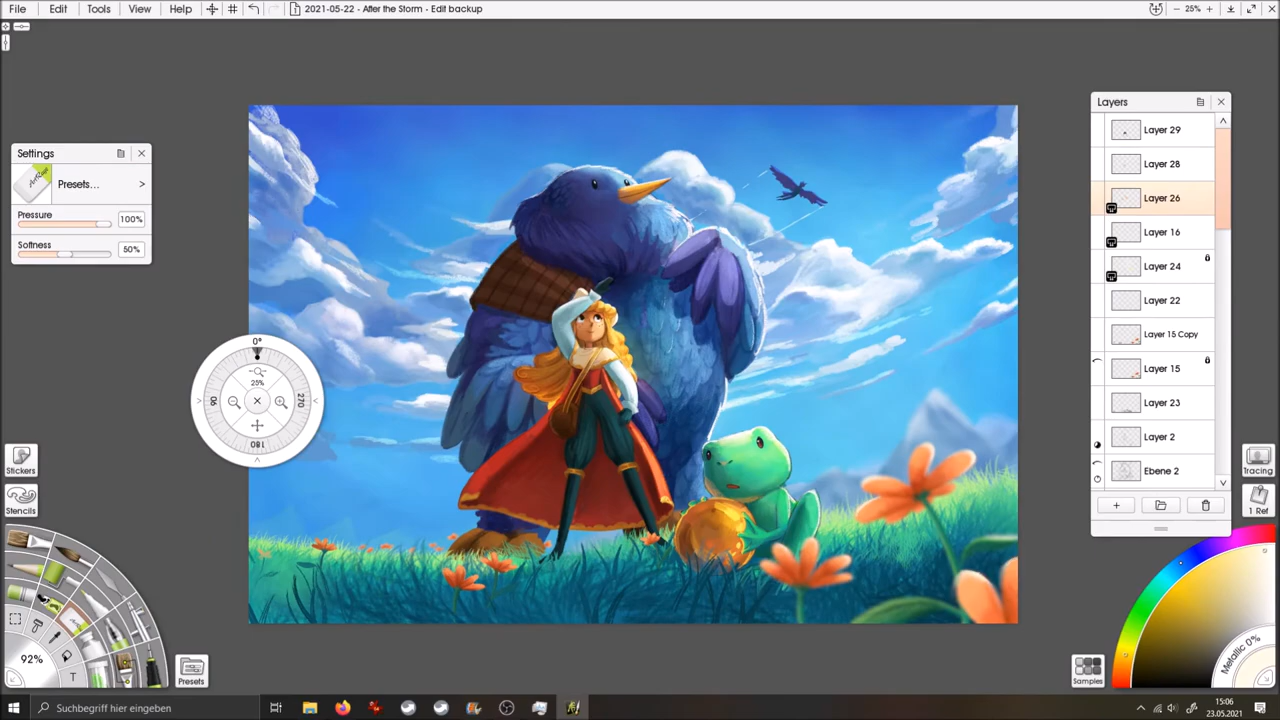 File Edit Tools View Help 2021-05-22 - After the Storm - Edit backup 25%
Settings
Presets...
Pressure
100%
Softness
50%
Layers
Layer 29
Layer 28
Layer 26
Layer 16
Layer 24
Layer 22
Layer 15 Copy
Layer 15
Layer 23
Layer 2
Ebene 2
0°
25%
90
270
180
Stickers
Stencils
92%
T
Presets
Tracing
1 Ref
Metallic 0%
Samples
Suchbegriff hier eingeben
15:06
23.05.2021